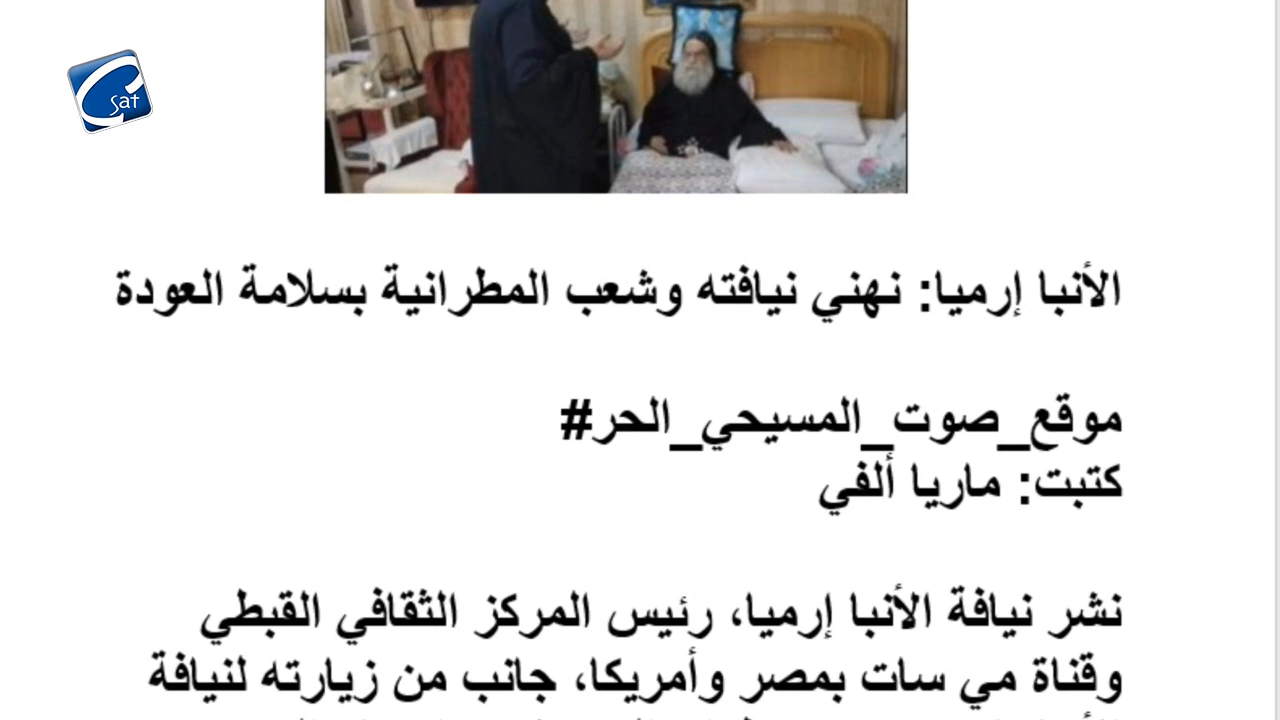 Sat
الأنبا إرميا: نهني نيافته وشعب المطرانية بسلامة العودة
موقع_صوت_المسيحي_الحر#
كتبت: ماريا ألفي
نشر نيافة الأنبا إرميا، رئيس المركز الثقافي القبطي
وقناة مي سات بمصر وأمريكا، جانب من زيارته لنيافة